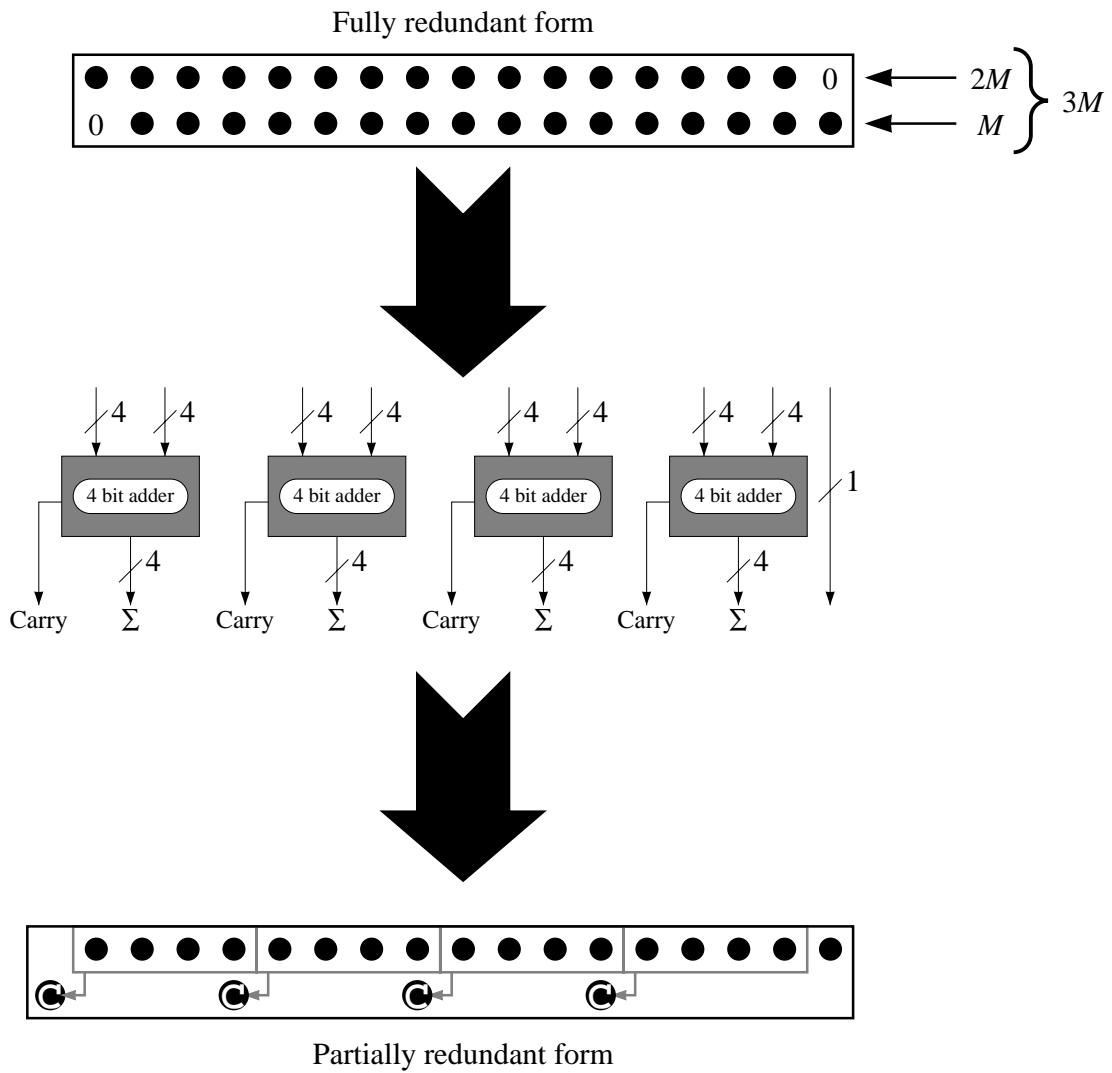 Fully redundant form
0 2M
0 M
3M
4 4 4 4 4 4 4 4
4 bit adder 4 bit adder 4 bit adder 4 bit adder 1
4 4 4 4
Carry Σ Carry Σ Carry Σ Carry Σ
C C C C
Partially redundant form